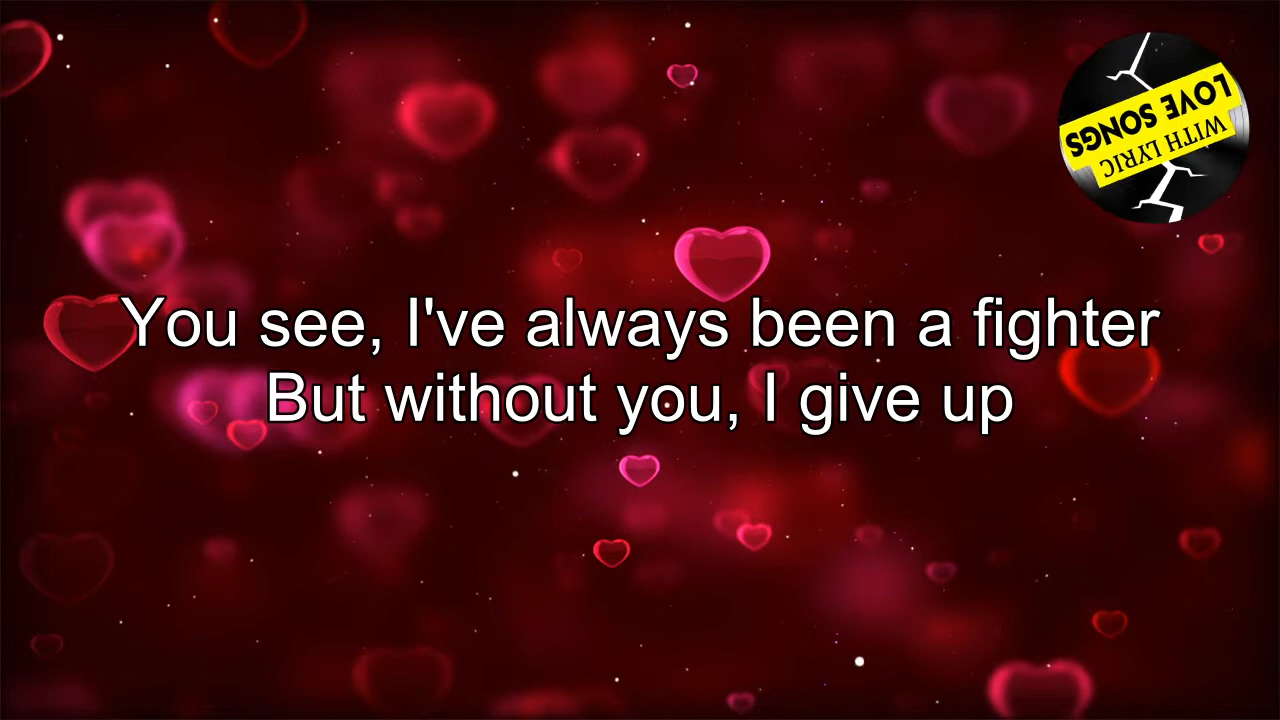 LOVE SONGS
WITH LYRIC
You see, I've always been a fighter
But without you, I give up